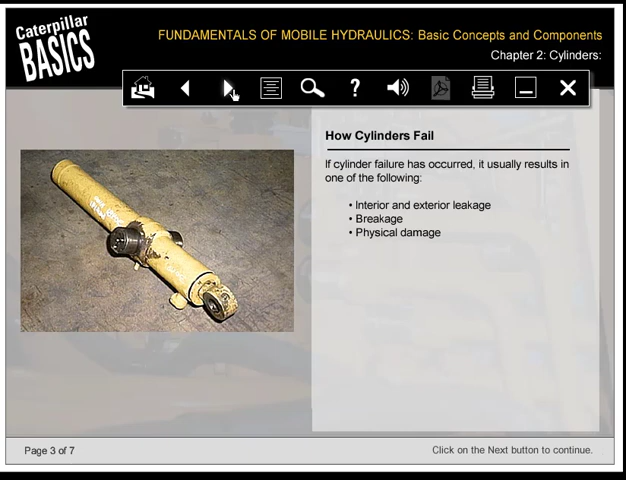 Caterpillar
BASICS
FUNDAMENTALS OF MOBILE HYDRAULICS: Basic Concepts and Components
Chapter 2: Cylinders:
?
How Cylinders Fail
If cylinder failure has occurred, it usually results in
one of the following:
• Interior and exterior leakage
• Breakage
• Physical damage
Page 3 of 7
Click on the Next button to continue.